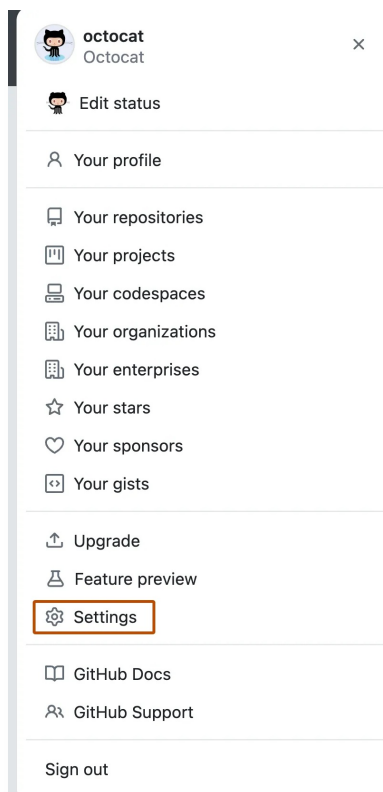 octocat
Octocat
Edit status
Your profile
Your repositories
Your projects
Your codespaces
Your organizations
Your enterprises
Your stars
Your sponsors
Your gists
Upgrade
Feature preview
Settings
GitHub Docs
GitHub Support
Sign out